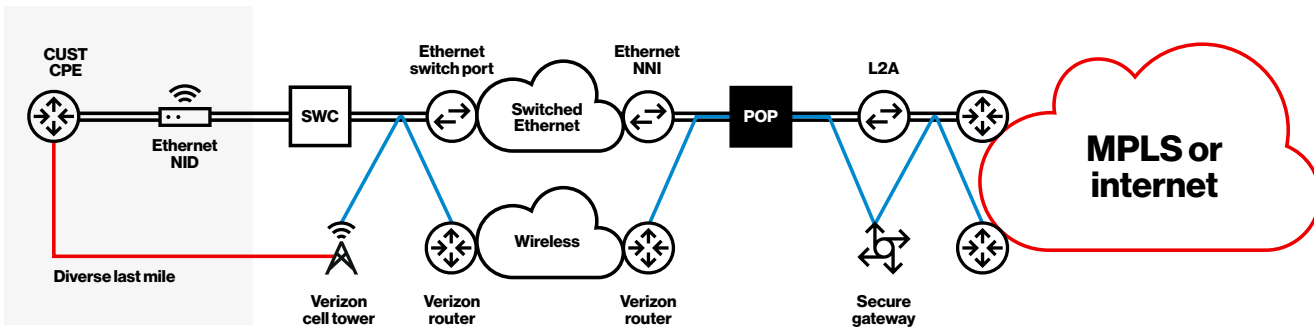 CUST
CPE
Ethernet
NID
SWC
Ethernet
switch port
Switched
Ethernet
Ethernet
NNI
POP
L2A
MPLS or
internet
Diverse last mile
Verizon
cell tower
Verizon
router
Wireless
Verizon
router
Secure
gateway